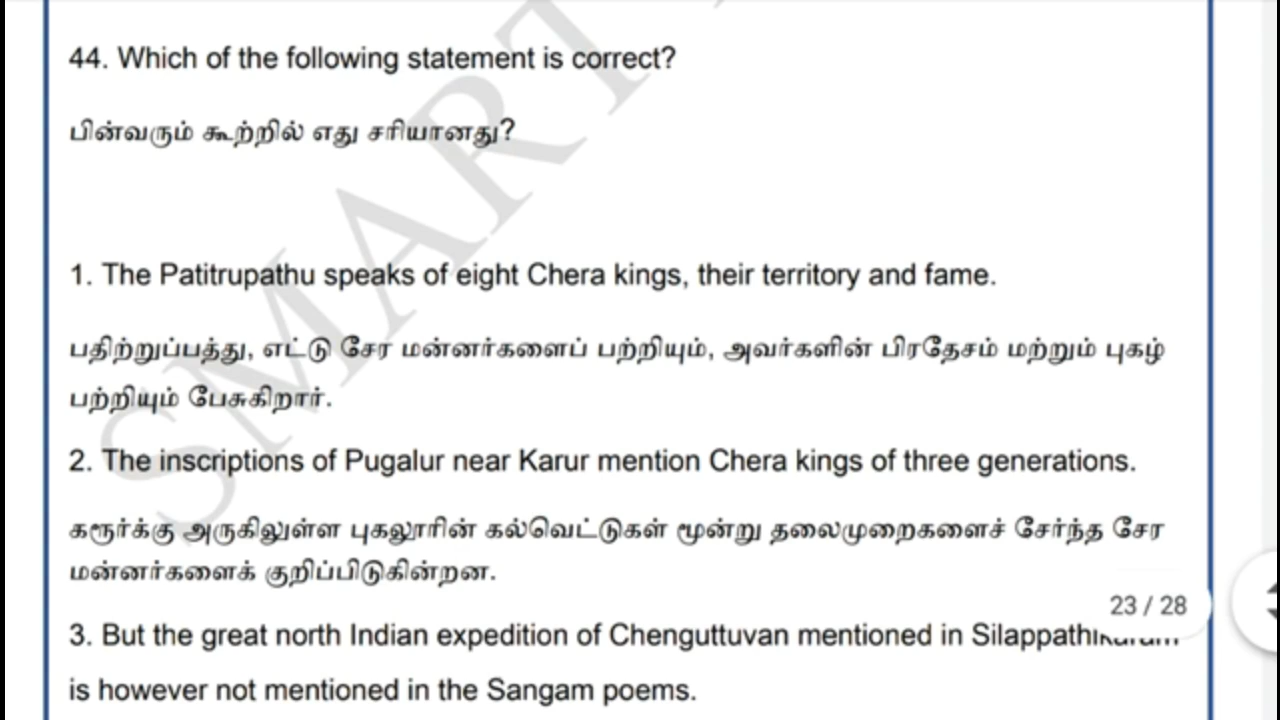 44. Which of the following statement is correct?
பின்வரும் கூற்றில் எது சரியானது?
1. The Patitrupathu speaks of eight Chera kings, their territory and fame.
பதிற்றுப்பத்து, எட்டு சேர மன்னர்களைப் பற்றியும், அவர்களின் பிரதேசம் மற்றும் புகழ்
பற்றியும் பேசுகிறார்.
2. The inscriptions of Pugalur near Karur mention Chera kings of three generations.
கரூர்க்கு அருகிலுள்ள புகலூரின் கல்வெட்டுகள் மூன்று தலைமுறைகளைச் சேர்ந்த சேர
மன்னர்களைக் குறிப்பிடுகின்றன.
23 / 28
3. But the great north Indian expedition of Chenguttuvan mentioned in
is however not mentioned in the Sangam poems.
SMART